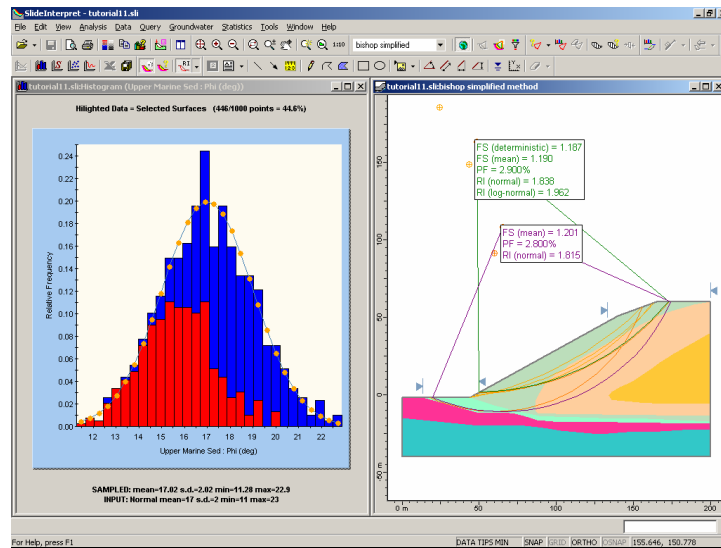 SlideInterpret - tutorial11.sli
File Edit View Analysis Data Query Groundwater Statistics Tools Window Help
1:10 bishop simplified
RI
tutorial11.sli:Histogram (Upper Marine Sed : Phi (deg))
Hilighted Data = Selected Surfaces (446/1000 points = 44.6%)
Relative Frequency
0.24
0.22
0.20
0.18
0.16
0.14
0.12
0.10
0.08
0.06
0.04
0.02
0.00
12 13 14 15 16 17 18 19 20 21 22
Upper Marine Sed : Phi (deg)
SAMPLED: mean=17.02 s.d.=2.02 min=11.28 max=22.9
INPUT: Normal mean=17 s.d.=2 min=11 max=23
tutorial11.sli:bishop simplified method
FS (deterministic) = 1.187
FS (mean) = 1.190
PF = 2.900%
RI (normal) = 1.838
RI (log-normal) = 1.962
FS (mean) = 1.201
PF = 2.800%
RI (normal) = 1.815
150
100
50
0
-50 m
0 m 50 100 150 200
For Help, press F1
DATA TIPS MIN SNAP GRID ORTHO OSNAP 155.646, 150.778